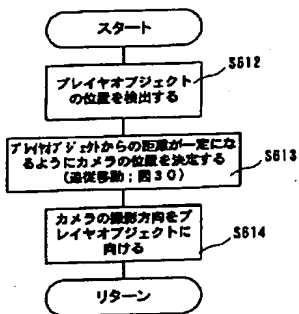 スタート
S612
プレイヤオブジェクト
の位置を検出する
プレイヤオブジェクトからの距離が一定にな
るようにカメラの位置を決定する
(追従移動;図30)
S613
カメラの撮影方向をプ
レイヤオブジェクトに
向ける
S614
リターン